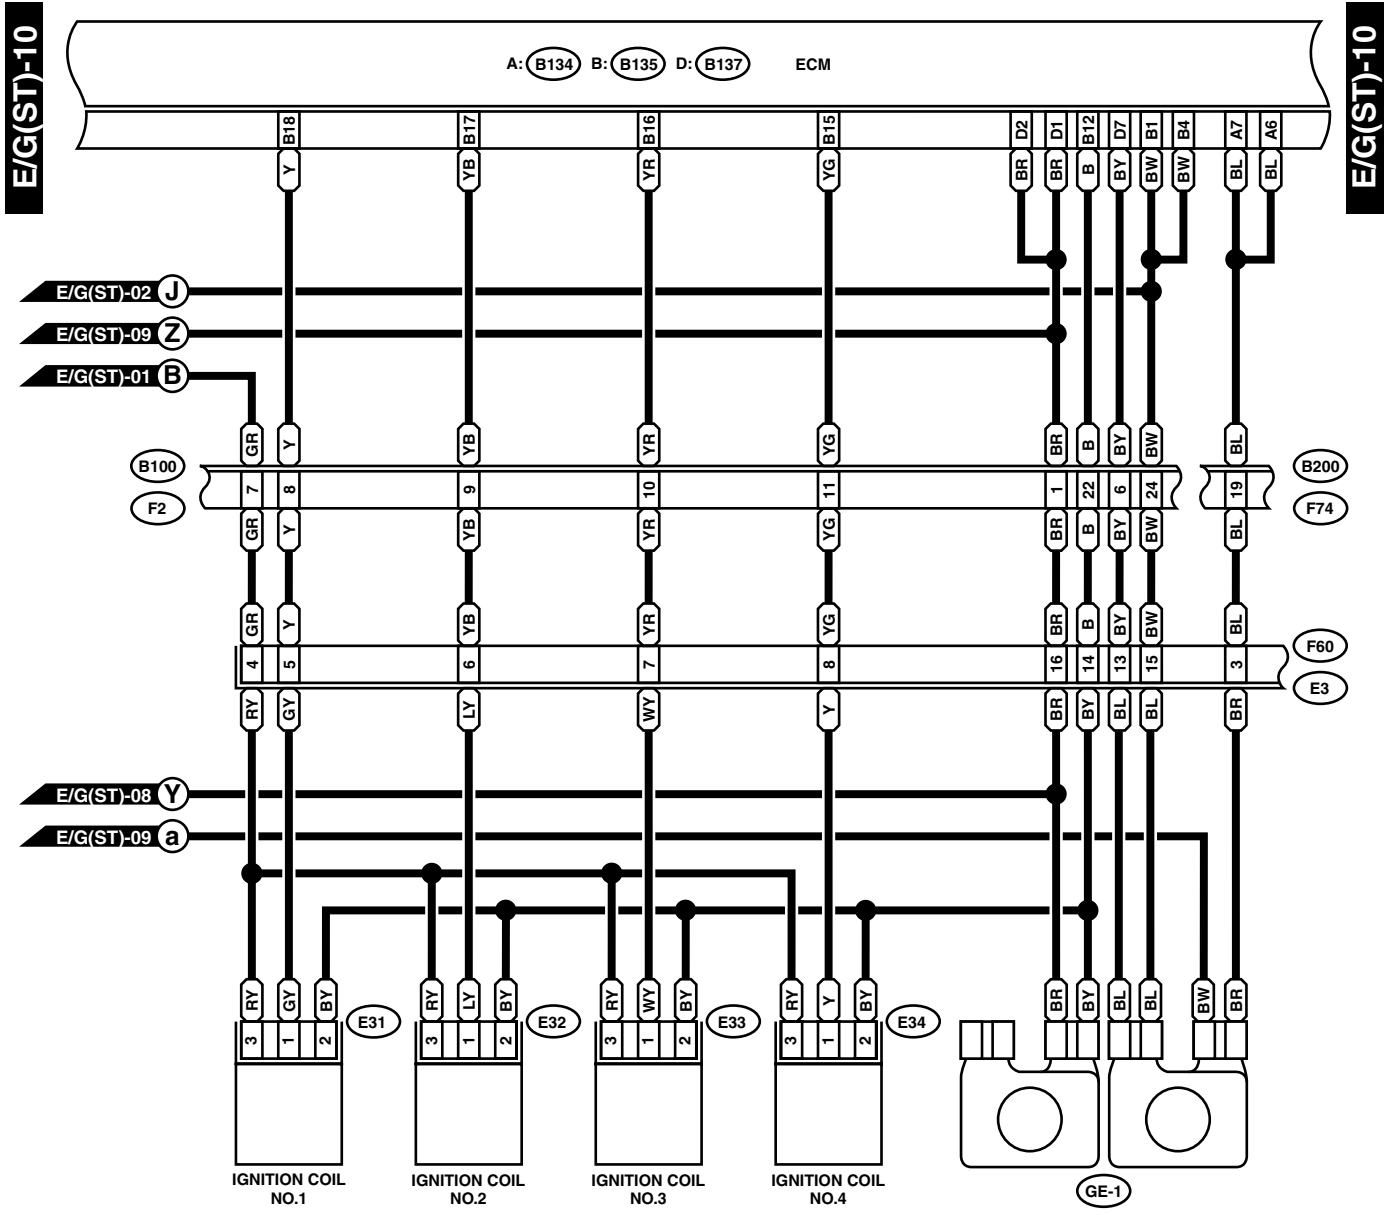 E/G(ST)-10
E/G(ST)-10
A: B134 B: B135 D: B137 ECM
B18 B17 B16 B15 D2 D1 B12 D7 B1 B4 A7 A6
Y YB YR YG BR BR B BY BW BW BL BL
E/G(ST)-02 J
E/G(ST)-09 Z
E/G(ST)-01 B
GR Y YB YR YG BR B BY BW BL
B100 B200
7 8 9 10 11 1 22 6 24 19
F2 F74
GR Y YB YR YG BR B BY BW BL
GR Y YB YR YG BR B BY BW BL
F60
4 5 6 7 8 16 14 13 15 3
E3
RY GY LY WY Y BR BY BL BL BR
E/G(ST)-08 Y
E/G(ST)-09 a
RY GY BY RY LY BY RY WY BY RY Y BY BR BY BL BL BW BR
E31 E32 E33 E34
3 1 2 3 1 2 3 1 2 3 1 2
IGNITION COIL IGNITION COIL IGNITION COIL IGNITION COIL
NO.1 NO.2 NO.3 NO.4
GE-1